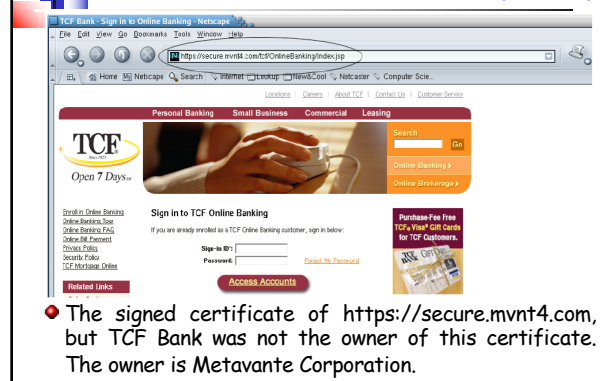 TCF Bank - Sign in to Online Banking - Netscape
File Edit View Go Bookmarks Tools Window Help
https://secure.mvnt4.com/tcf/OnlineBanking/index.jsp
Home Netscape Search Internet Lookup New&Cool Netcaster Computer Scie...
Locations | Careers | About TCF | Contact Us | Customer Service
Personal Banking Small Business Commercial Leasing
TCF
Since 1923
Open 7 Days
Search
Go
Online Banking >
Online Brokerage >
Enroll in Online Banking
Online Banking Tour
Online Banking FAQ
Online Bill Payment
Privacy Policy
Security Policy
TCF Mortgage Online
Related Links
Sign in to TCF Online Banking
If you are already enrolled as a TCF Online Banking customer, sign in below:
Sign-in ID*:
Password:
Forgot My Password
Access Accounts
Purchase-Fee Free
TCF® Visa® Gift Cards
for TCF Customers.
The signed certificate of https://secure.mvnt4.com,
but TCF Bank was not the owner of this certificate.
The owner is Metavante Corporation.